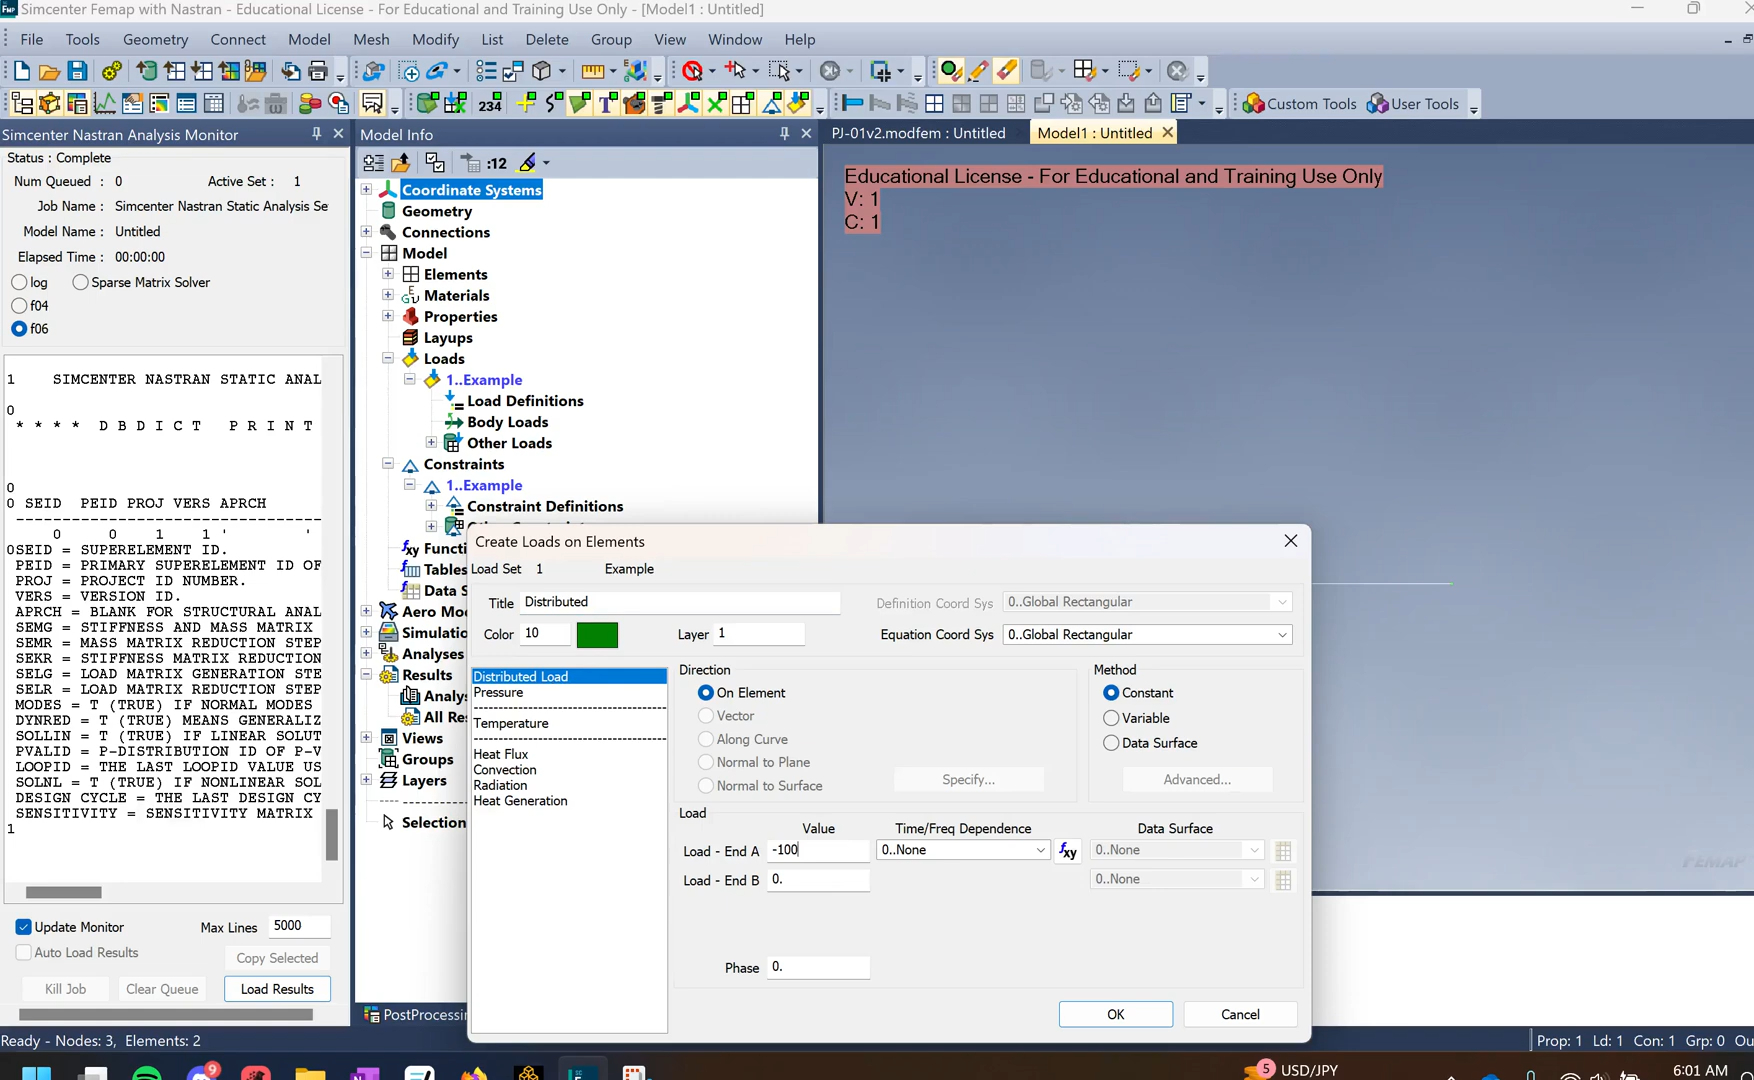 Simcenter Femap with Nastran - Educational License - For Educational and Training Use Only - [Model1 : Untitled]
File Tools Geometry Connect Model Mesh Modify List Delete Group View Window Help
234
Custom Tools User Tools
Simcenter Nastran Analysis Monitor
Status : Complete
Num Queued : 0 Active Set : 1
Job Name : Simcenter Nastran Static Analysis Se
Model Name : Untitled
Elapsed Time : 00:00:00
log Sparse Matrix Solver
f04
f06
1 SIMCENTER NASTRAN STATIC ANAL
0
* * * * D B D I C T P R I N T
0
0 SEID PEID PROJ VERS APRCH
0 0 1 1 ' '
0SEID = SUPERELEMENT ID.
PEID = PRIMARY SUPERELEMENT ID OF
PROJ = PROJECT ID NUMBER.
VERS = VERSION ID.
APRCH = BLANK FOR STRUCTURAL ANAL
SEMG = STIFFNESS AND MASS MATRIX
SEMR = MASS MATRIX REDUCTION STEP
SEKR = STIFFNESS MATRIX REDUCTION
SELG = LOAD MATRIX GENERATION STE
SELR = LOAD MATRIX REDUCTION STEP
MODES = T (TRUE) IF NORMAL MODES
DYNRED = T (TRUE) MEANS GENERALIZ
SOLLIN = T (TRUE) IF LINEAR SOLUT
PVALID = P-DISTRIBUTION ID OF P-V
LOOPID = THE LAST LOOPID VALUE US
SOLNL = T (TRUE) IF NONLINEAR SOL
DESIGN CYCLE = THE LAST DESIGN CY
SENSITIVITY = SENSITIVITY MATRIX
1
Update Monitor Max Lines 5000
Auto Load Results Copy Selected
Kill Job Clear Queue Load Results
Model Info
:12
Coordinate Systems
Geometry
Connections
Model
Elements
Materials
Properties
Layups
Loads
1..Example
Load Definitions
Body Loads
Other Loads
Constraints
1..Example
Constraint Definitions
Functi
Tables
Data S
Aero Mo
Simulatio
Analyses
Results
Analys
All Re
Views
Groups
Layers
Selection
PostProcessi
PJ-01v2.modfem : Untitled Model1 : Untitled
Educational License - For Educational and Training Use Only
V: 1
C: 1
FEMAP
Create Loads on Elements
Load Set 1 Example
Title Distributed Definition Coord Sys 0..Global Rectangular
Color 10 Layer 1 Equation Coord Sys 0..Global Rectangular
Distributed Load
Pressure
Temperature
Heat Flux
Convection
Radiation
Heat Generation
Direction
On Element
Vector
Along Curve
Normal to Plane
Normal to Surface
Specify...
Method
Constant
Variable
Data Surface
Advanced...
Load
Value Time/Freq Dependence Data Surface
Load - End A -100 0..None fxy 0..None
Load - End B 0. 0..None
Phase 0.
OK Cancel
Ready - Nodes: 3, Elements: 2 Prop: 1 Ld: 1 Con: 1 Grp: 0 Ou
9 5 USD/JPY 6:01 AM